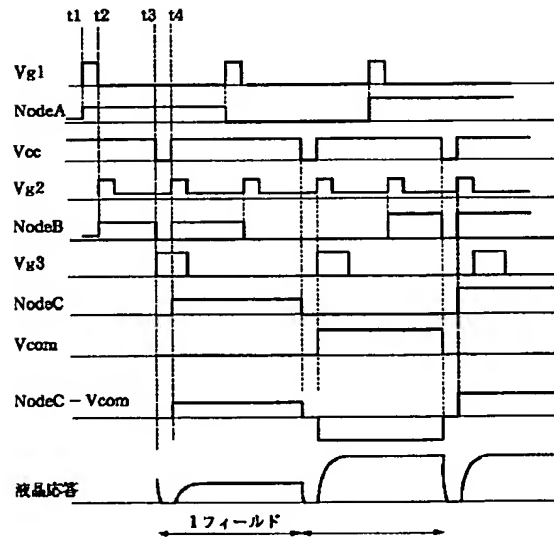 t1 t2 t3 t4
Vg1
NodeA
Vcc
Vg2
NodeB
Vg3
NodeC
Vcom
NodeC－Vcom
液晶応答
1フィールド